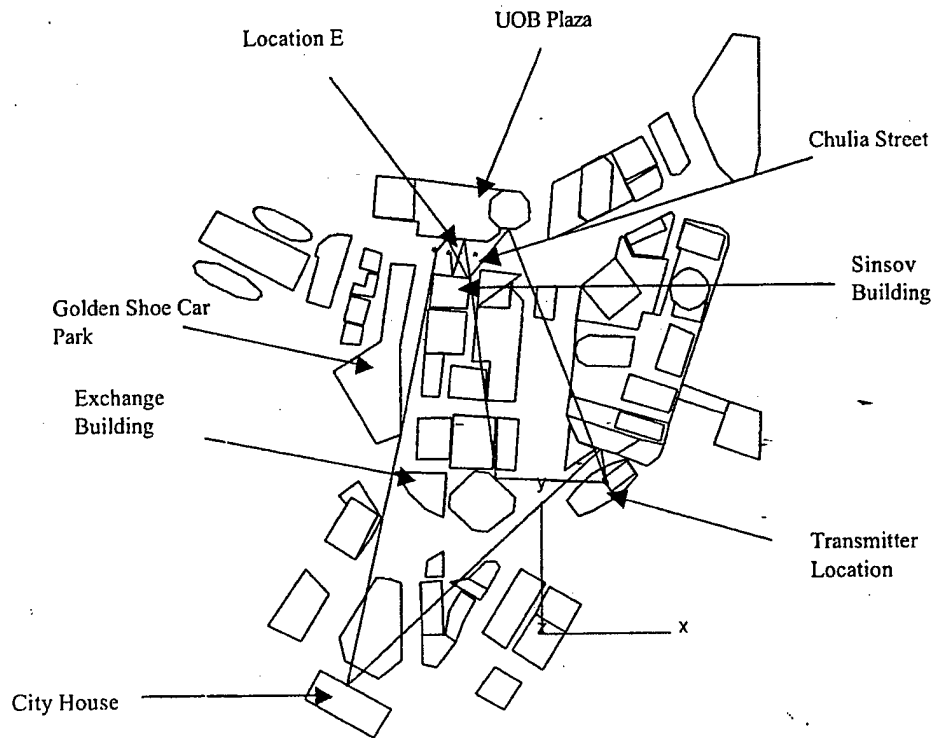 UOB Plaza
Location E
Chulia Street
Sinsov
Building
Golden Shoe Car
Park
Exchange
Building
y
Transmitter
Location
x
z
City House